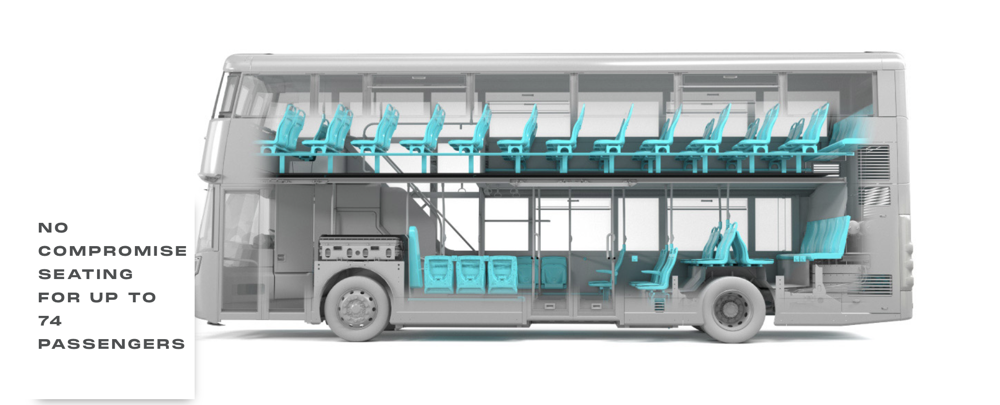 NO
COMPROMISE
SEATING
FOR UP TO
74
PASSENGERS